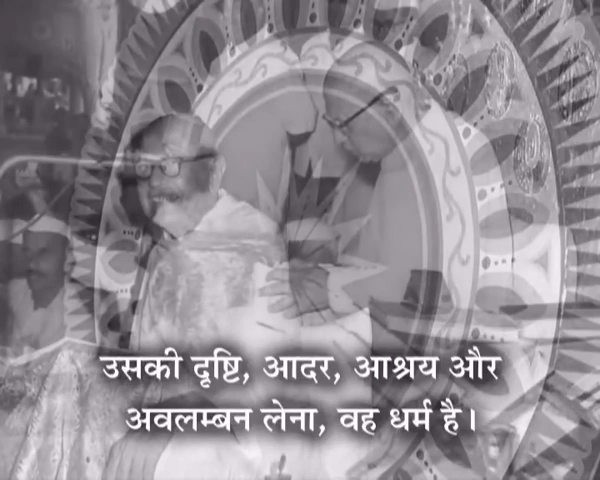 उसकी दृष्टि, आदर, आश्रय और
अवलम्बन लेना, वह धर्म है।